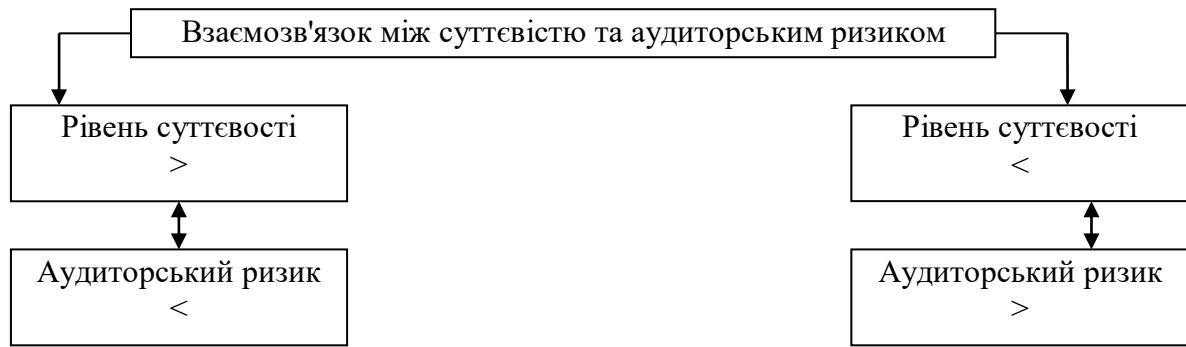 Взаємозв'язок між суттєвістю та аудиторським ризиком
Рівень суттєвості
>
Аудиторський ризик
<
Рівень суттєвості
<
Аудиторський ризик
>